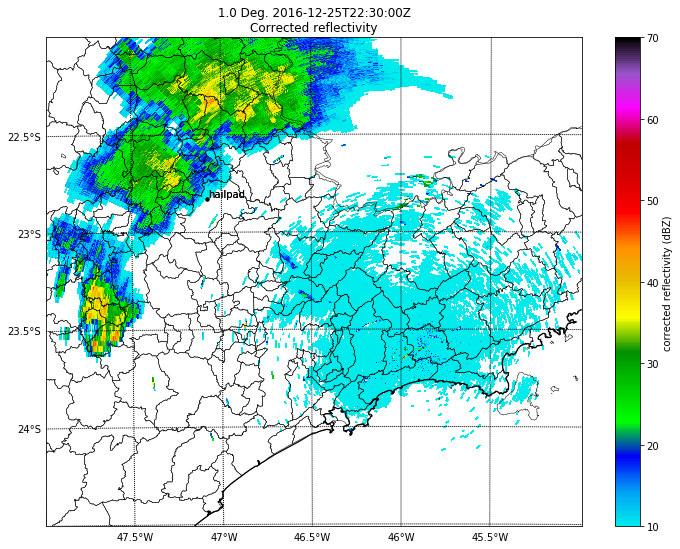 1.0 Deg. 2016-12-25T22:30:00Z
Corrected reflectivity
hailpad
22.5°S
23°S
23.5°S
24°S
47.5°W
47°W
46.5°W
46°W
45.5°W
70
60
50
40
30
20
10
corrected reflectivity (dBZ)